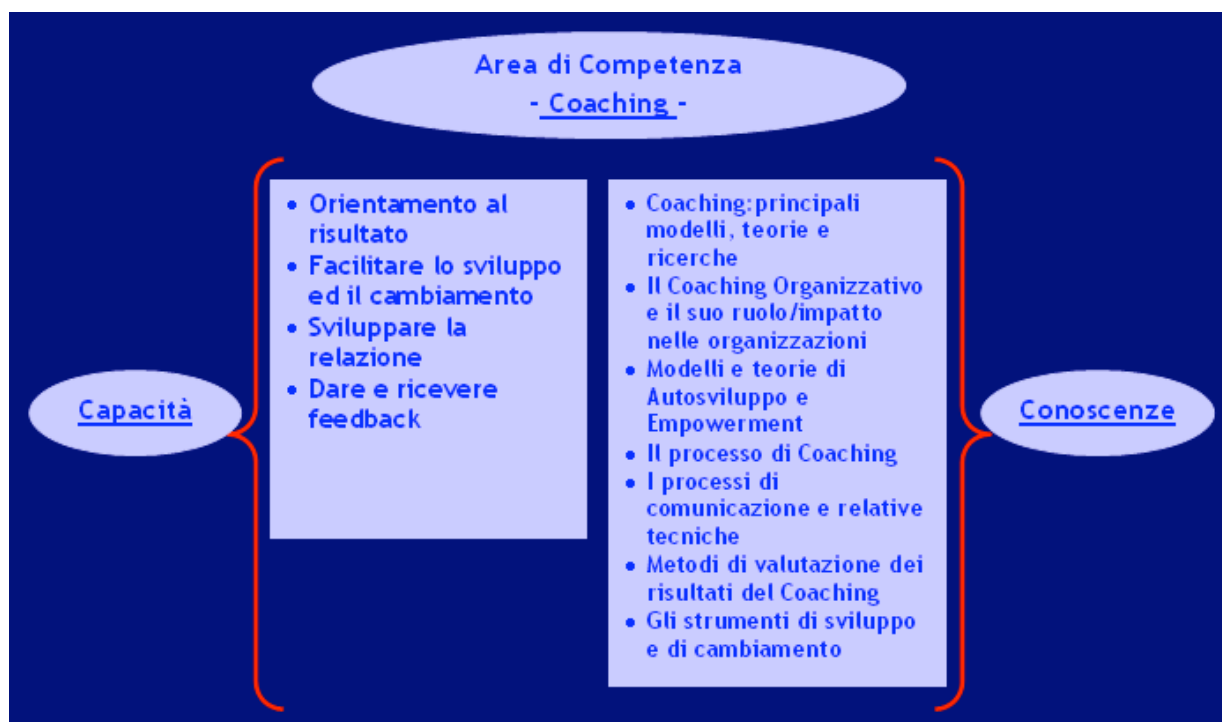 Area di Competenza
- Coaching -
Capacità
• Orientamento al
risultato
• Facilitare lo sviluppo
ed il cambiamento
• Sviluppare la
relazione
• Dare e ricevere
feedback
• Coaching:principali
modelli, teorie e
ricerche
• Il Coaching Organizzativo
e il suo ruolo/impatto
nelle organizzazioni
• Modelli e teorie di
Autosviluppo e
Empowerment
• Il processo di Coaching
• I processi di
comunicazione e relative
tecniche
• Metodi di valutazione dei
risultati del Coaching
• Gli strumenti di sviluppo
e di cambiamento
Conoscenze